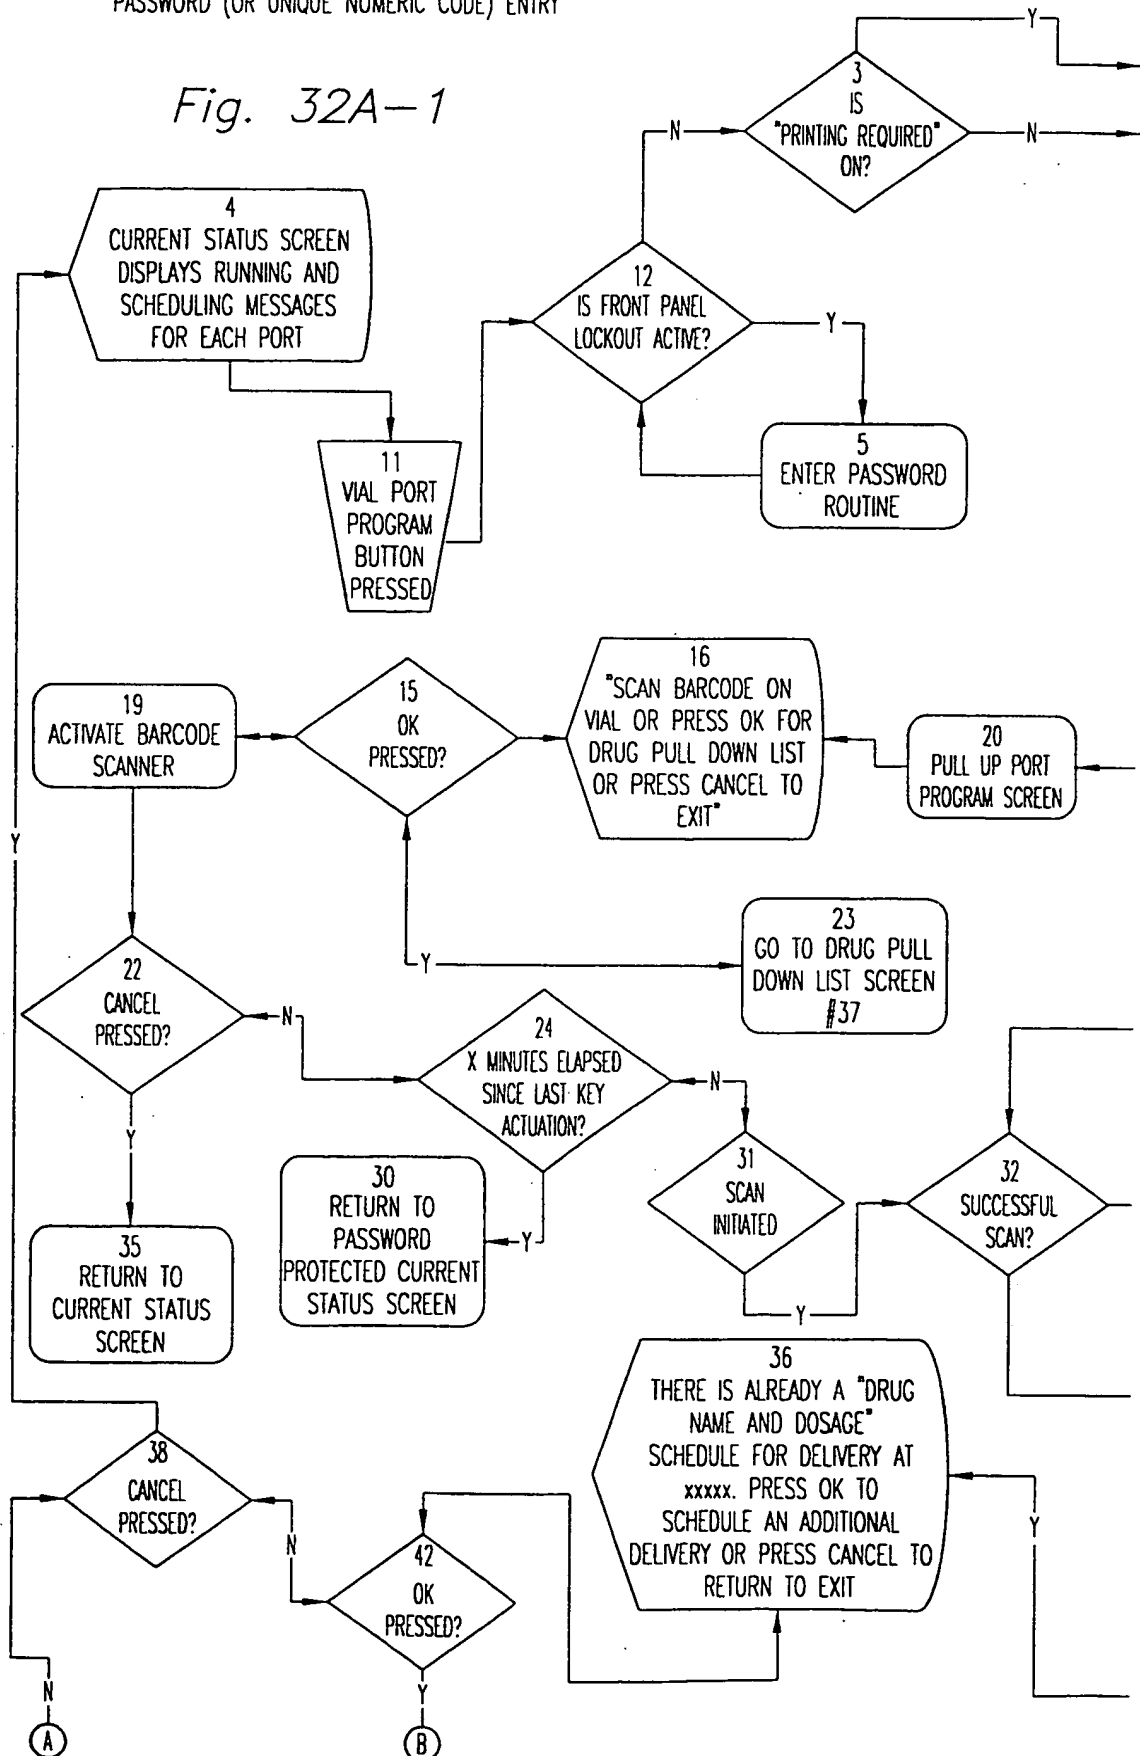 PASSWORD (OR UNIQUE NUMERIC CODE) ENTRY
Fig. 32A-1
Y
3
IS
"PRINTING REQUIRED"
ON?
N
N
4
CURRENT STATUS SCREEN
DISPLAYS RUNNING AND
SCHEDULING MESSAGES
FOR EACH PORT
12
IS FRONT PANEL
LOCKOUT ACTIVE?
Y
5
ENTER PASSWORD
ROUTINE
11
VIAL PORT
PROGRAM
BUTTON
PRESSED
19
ACTIVATE BARCODE
SCANNER
15
OK
PRESSED?
16
"SCAN BARCODE ON
VIAL OR PRESS OK FOR
DRUG PULL DOWN LIST
OR PRESS CANCEL TO
EXIT"
20
PULL UP PORT
PROGRAM SCREEN
Y
Y
23
GO TO DRUG PULL
DOWN LIST SCREEN
#37
22
CANCEL
PRESSED?
N
24
X MINUTES ELAPSED
SINCE LAST KEY
ACTUATION?
N
Y
31
SCAN
INITIATED
32
SUCCESSFUL
SCAN?
30
RETURN TO
PASSWORD
PROTECTED CURRENT
STATUS SCREEN
Y
35
RETURN TO
CURRENT STATUS
SCREEN
Y
36
THERE IS ALREADY A "DRUG
NAME AND DOSAGE"
SCHEDULE FOR DELIVERY AT
xxxxx. PRESS OK TO
SCHEDULE AN ADDITIONAL
DELIVERY OR PRESS CANCEL TO
RETURN TO EXIT
Y
38
CANCEL
PRESSED?
N
42
OK
PRESSED?
N
Y
A
B